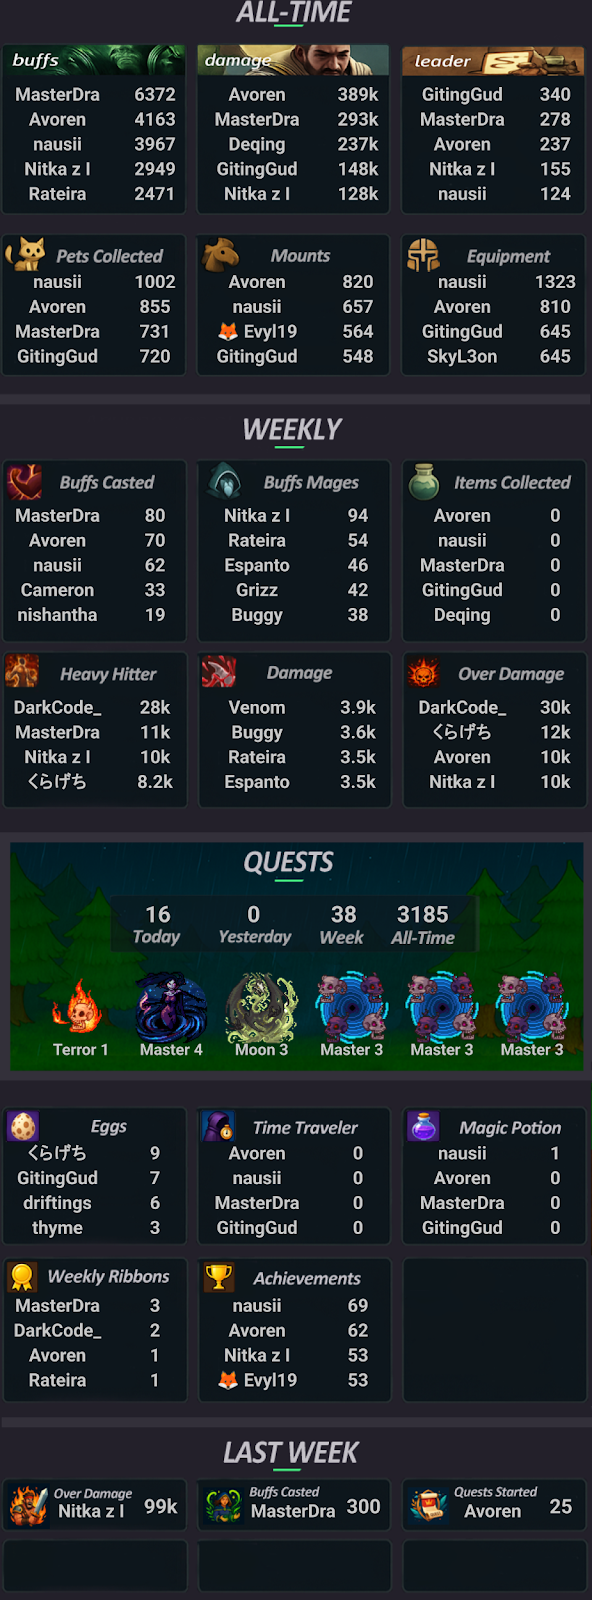 ALL-TIME
buffs
MasterDra 6372
Avoren 4163
nausii 3967
Nitka z l 2949
Rateira 2471
damage
Avoren 389k
MasterDra 293k
Deqing 237k
GitingGud 148k
Nitka z l 128k
leader
GitingGud 340
MasterDra 278
Avoren 237
Nitka z l 155
nausii 124
Pets Collected
nausii 1002
Avoren 855
MasterDra 731
GitingGud 720
Mounts
Avoren 820
nausii 657
🦊 Evyl19 564
GitingGud 548
Equipment
nausii 1323
Avoren 810
GitingGud 645
SkyL3on 645
WEEKLY
Buffs Casted
MasterDra 80
Avoren 70
nausii 62
Cameron 33
nishantha 19
Buffs Mages
Nitka z l 94
Rateira 54
Espanto 46
Grizz 42
Buggy 38
Items Collected
Avoren 0
nausii 0
MasterDra 0
GitingGud 0
Deqing 0
Heavy Hitter
DarkCode_ 28k
MasterDra 11k
Nitka z l 10k
くらげち 8.2k
Damage
Venom 3.9k
Buggy 3.6k
Rateira 3.5k
Espanto 3.5k
Over Damage
DarkCode_ 30k
くらげち 12k
Avoren 10k
Nitka z l 10k
QUESTS
16 0 38 3185
Today Yesterday Week All-Time
Terror 1 Master 4 Moon 3 Master 3 Master 3 Master 3
Eggs
くらげち 9
GitingGud 7
driftings 6
thyme 3
Time Traveler
Avoren 0
nausii 0
MasterDra 0
GitingGud 0
Magic Potion
nausii 1
Avoren 0
MasterDra 0
GitingGud 0
Weekly Ribbons
MasterDra 3
DarkCode_ 2
Avoren 1
Rateira 1
Achievements
nausii 69
Avoren 62
Nitka z l 53
🦊 Evyl19 53
LAST WEEK
Over Damage
Nitka z l 99k
Buffs Casted
MasterDra 300
Quests Started
Avoren 25